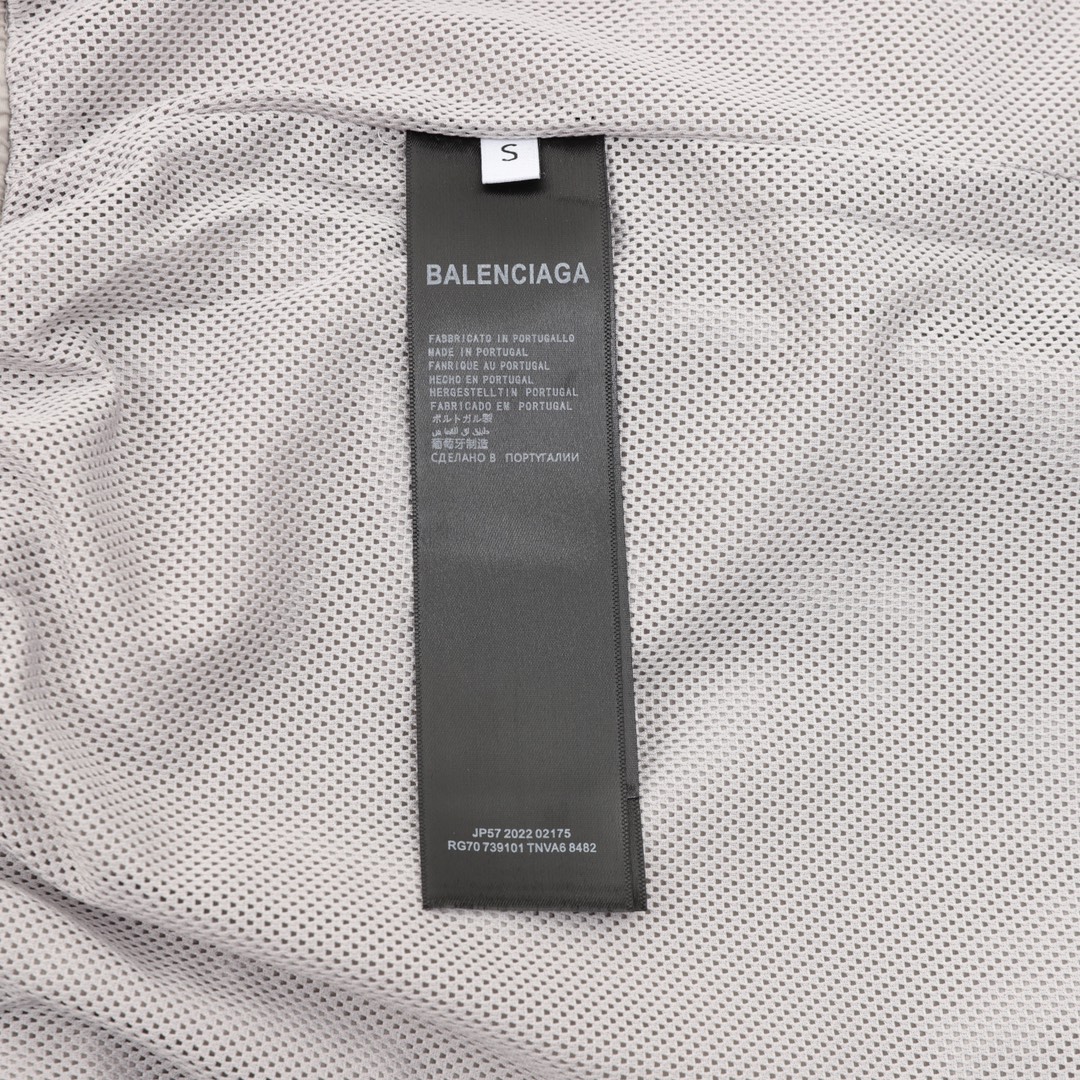 S
BALENCIAGA
FABBRICATO IN PORTUGALLO
MADE IN PORTUGAL
FANRIQUE AU PORTUGAL
HECHO EN PORTUGAL
HERGESTELLTIN PORTUGAL
FABRICADO EM PORTUGAL
ポルトガル製
葡萄牙制造
СДЕЛАНО В ПОРТУГАЛИИ
JP57 2022 02175
RG70 739101 TNVA6 8482